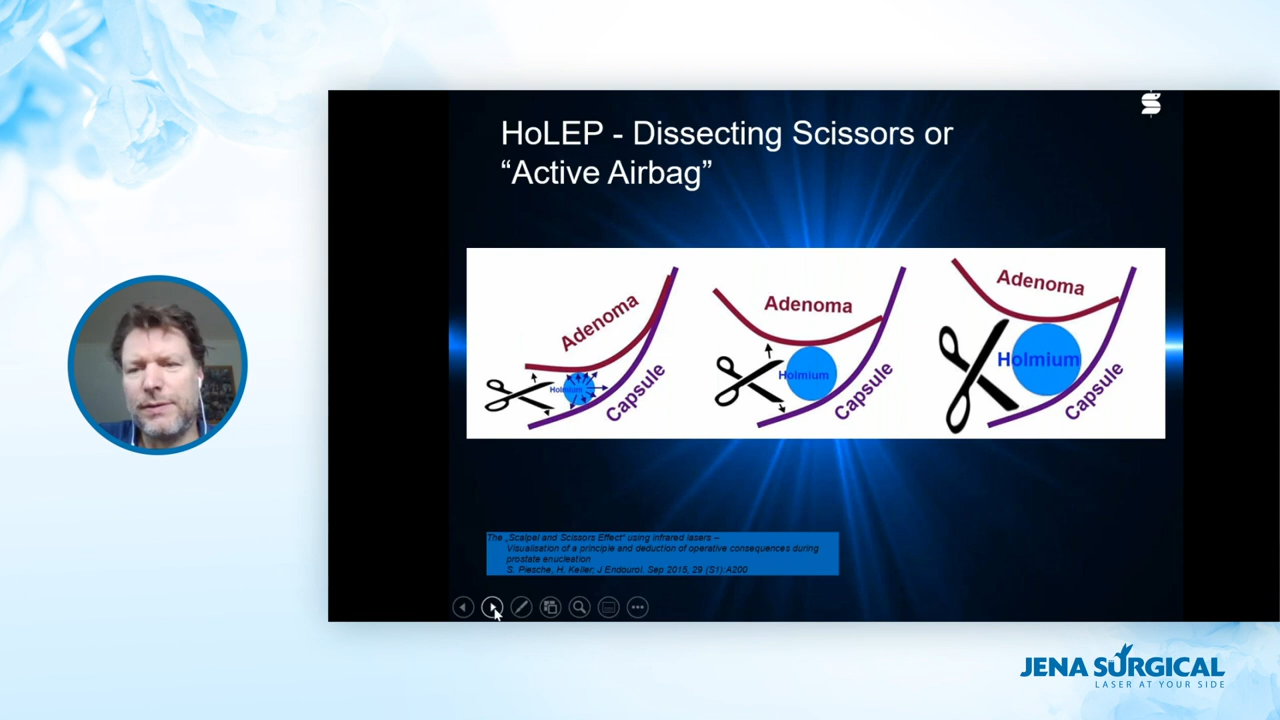 HoLEP - Dissecting Scissors or
“Active Airbag”
Adenoma
Holmium
Capsule
Adenoma
Holmium
Capsule
Adenoma
Holmium
Capsule
The „Scalpel and Scissors Effect“ using infrared lasers –
Visualisation of a principle and deduction of operative consequences during
prostate enucleation
S. Piesche, H. Keller; J Endourol. Sep 2015, 29 (S1):A200
JENA SURGICAL
LASER AT YOUR SIDE